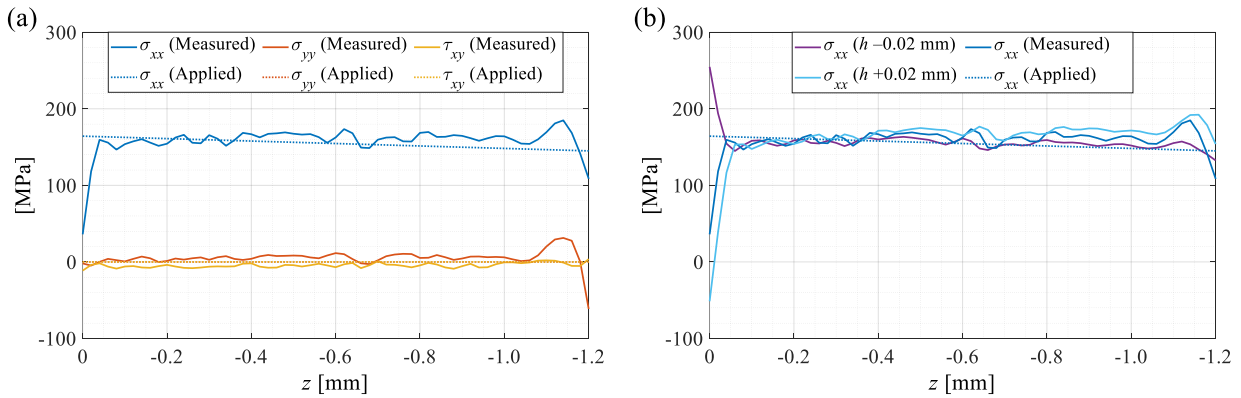 (a)
300
200
100
0
-100
[MPa]
σxx (Measured) σyy (Measured) τxy (Measured)
σxx (Applied) σyy (Applied) τxy (Applied)
0 -0.2 -0.4 -0.6 -0.8 -1.0 -1.2
z [mm]
(b)
300
200
100
0
-100
[MPa]
σxx (h –0.02 mm) σxx (Measured)
σxx (h +0.02 mm) σxx (Applied)
0 -0.2 -0.4 -0.6 -0.8 -1.0 -1.2
z [mm]